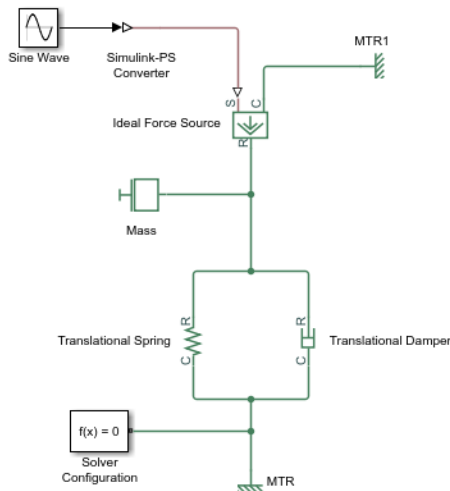 Sine Wave
Simulink-PS
Converter
MTR1
S
C
Ideal Force Source
R
Mass
R
R
Translational Spring
Translational Damper
C
C
f(x) = 0
Solver
Configuration
MTR